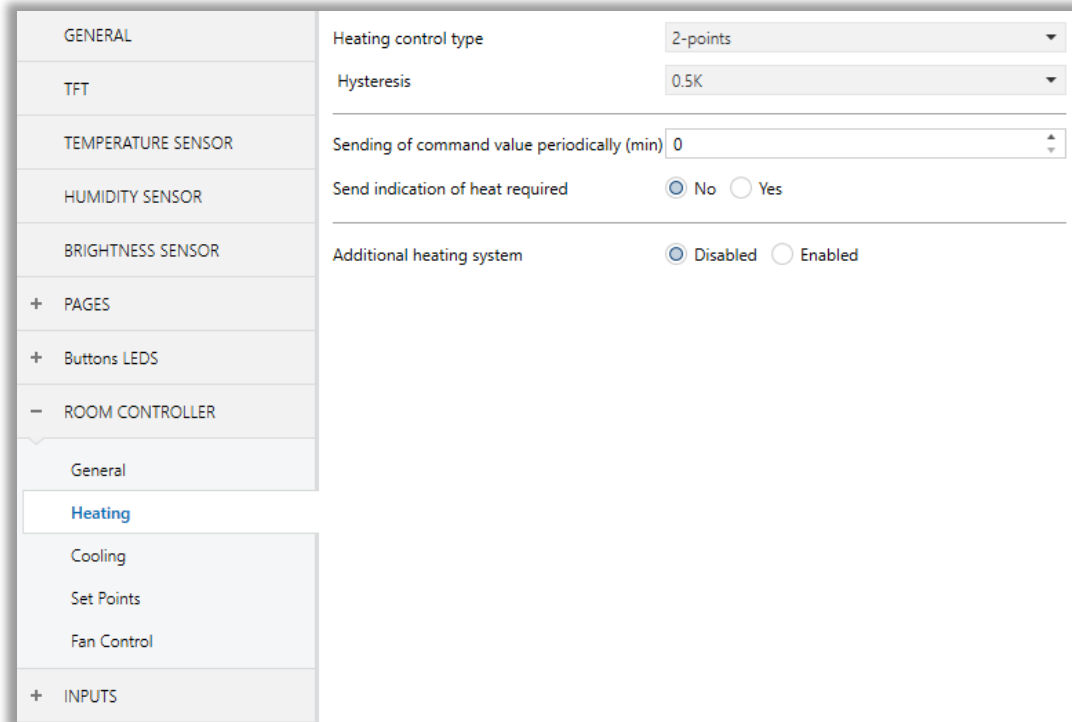 GENERAL
TFT
TEMPERATURE SENSOR
HUMIDITY SENSOR
BRIGHTNESS SENSOR
+ PAGES
+ Buttons LEDS
− ROOM CONTROLLER
General
Heating
Cooling
Set Points
Fan Control
+ INPUTS
Heating control type 2-points
Hysteresis 0.5K
Sending of command value periodically (min) 0
Send indication of heat required No Yes
Additional heating system Disabled Enabled